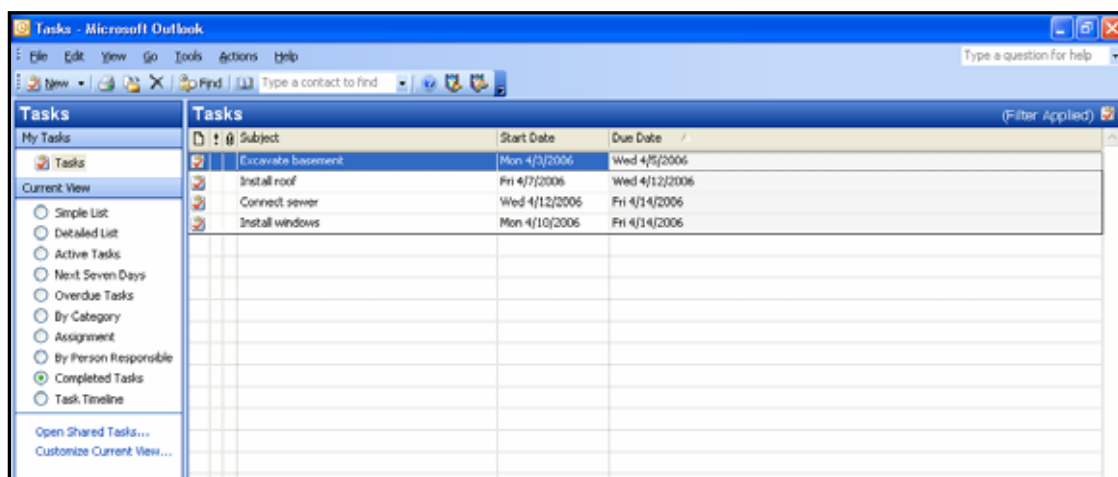 Tasks - Microsoft Outlook
File Edit View Go Tools Actions Help Type a question for help
New Find Type a contact to find
Tasks Tasks (Filter Applied)
My Tasks ! Subject Start Date Due Date
Tasks Excavate basement Mon 4/3/2006 Wed 4/5/2006
Install roof Fri 4/7/2006 Wed 4/12/2006
Current View
Connect sewer Wed 4/12/2006 Fri 4/14/2006
Simple List
Install windows Mon 4/10/2006 Fri 4/14/2006
Detailed List
Active Tasks
Next Seven Days
Overdue Tasks
By Category
Assignment
By Person Responsible
Completed Tasks
Task Timeline
Open Shared Tasks...
Customize Current View...